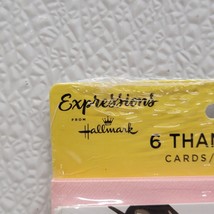 Expressions
FROM
Hallmark
6 THAN
CARDS/